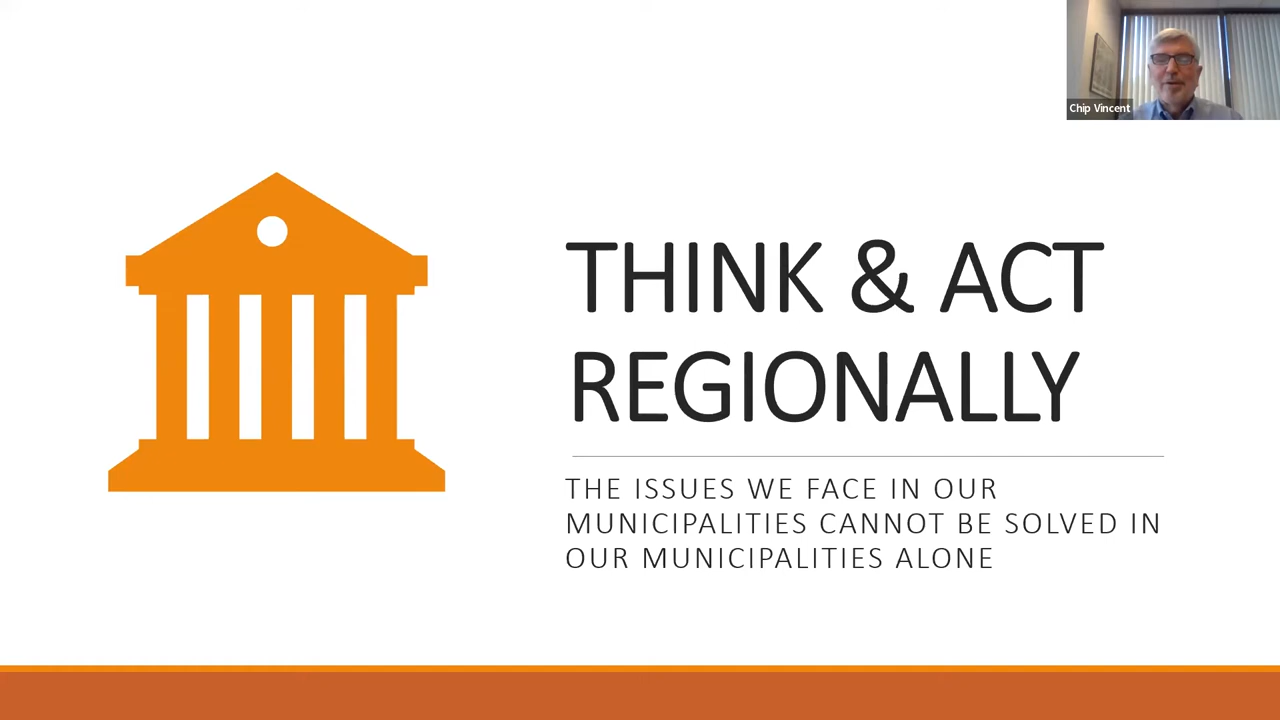 Chip Vincent
THINK & ACT
REGIONALLY
THE ISSUES WE FACE IN OUR
MUNICIPALITIES CANNOT BE SOLVED IN
OUR MUNICIPALITIES ALONE